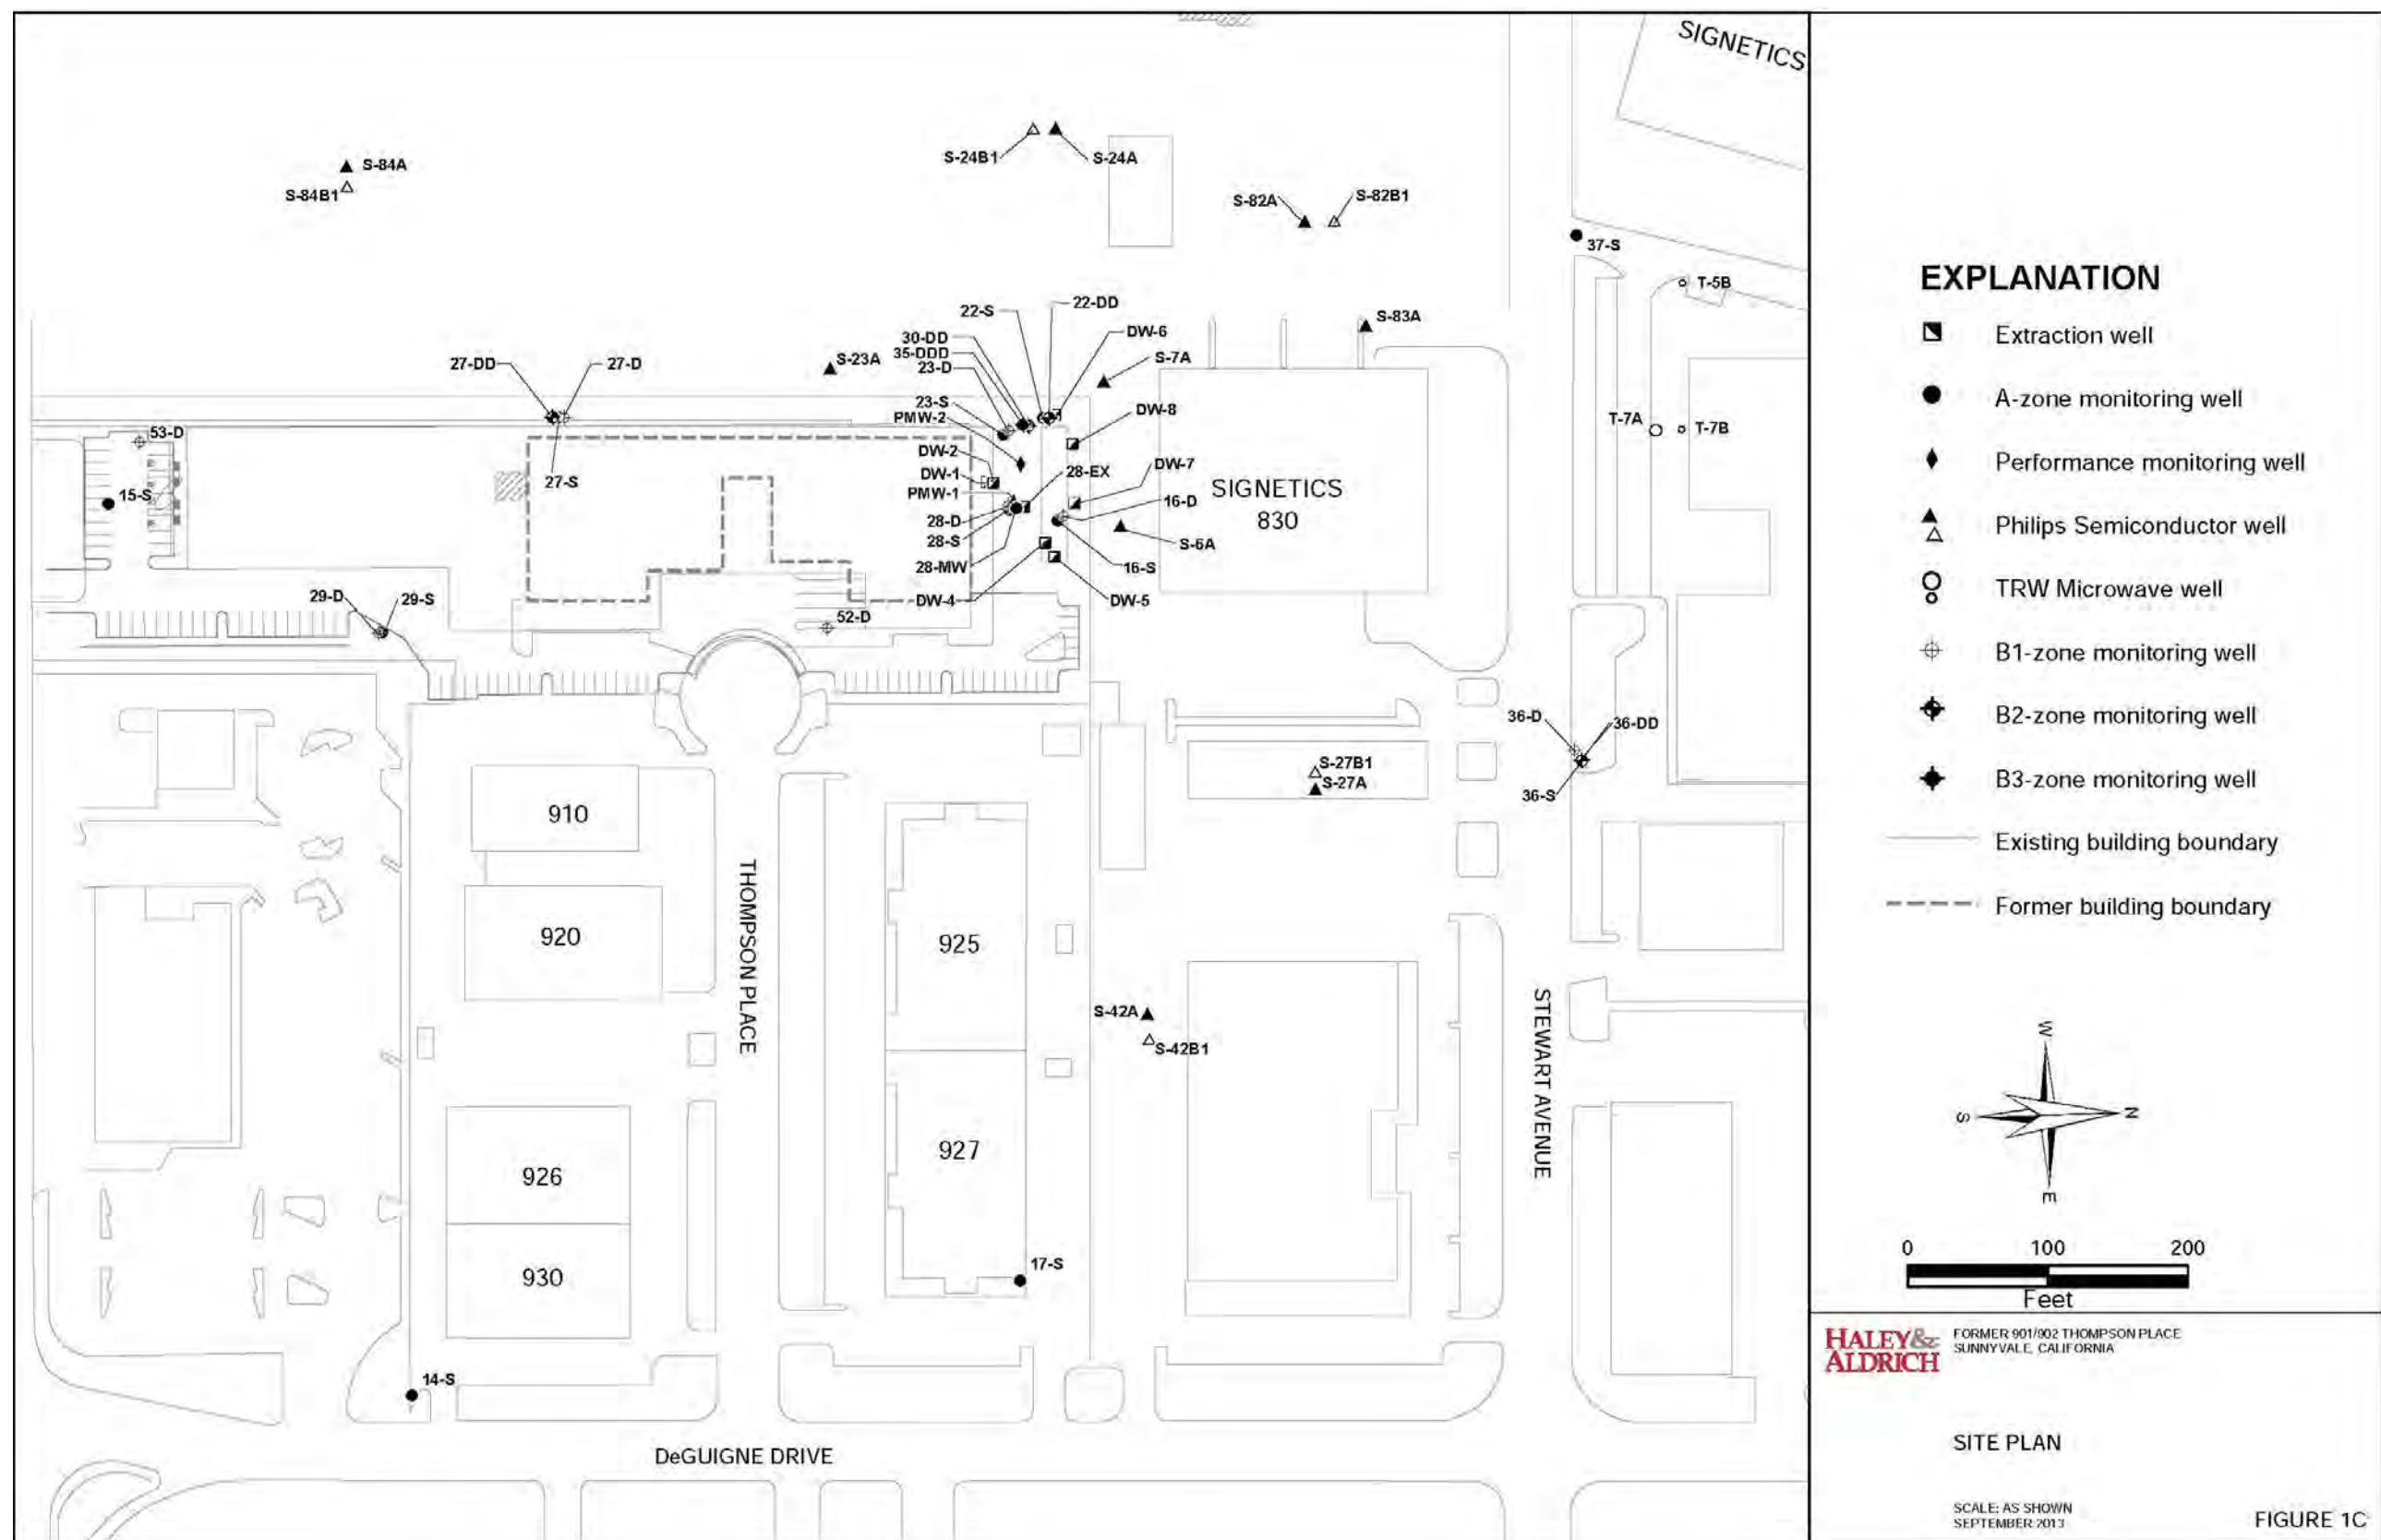 SIGNETICS
S-24B1
S-24A
S-84A
S-84B1
S-82A
S-82B1
37-S
T-5B
22-S
22-DD
30-DD
35-DDD
23-D
DW-6
S-7A
S-83A
S-23A
27-DD
27-D
23-S
PMW-2
DW-8
T-7A
T-7B
53-D
DW-2
DW-1
28-EX
DW-7
27-S
15-S
PMW-1
16-D
SIGNETICS
830
28-D
28-S
S-6A
28-MW
16-S
29-D
29-S
DW-4
DW-5
52-D
36-D
36-DD
S-27B1
S-27A
36-S
910
920
THOMPSON PLACE
925
S-42A
S-42B1
STEWART AVENUE
926
927
930
17-S
14-S
DeGUIGNE DRIVE
EXPLANATION
Extraction well
A-zone monitoring well
Performance monitoring well
Philips Semiconductor well
TRW Microwave well
B1-zone monitoring well
B2-zone monitoring well
B3-zone monitoring well
Existing building boundary
Former building boundary
W
S
N
E
0 100 200
Feet
HALEY &
ALDRICH
FORMER 901/902 THOMPSON PLACE
SUNNYVALE, CALIFORNIA
SITE PLAN
SCALE: AS SHOWN
SEPTEMBER 2013
FIGURE 1C